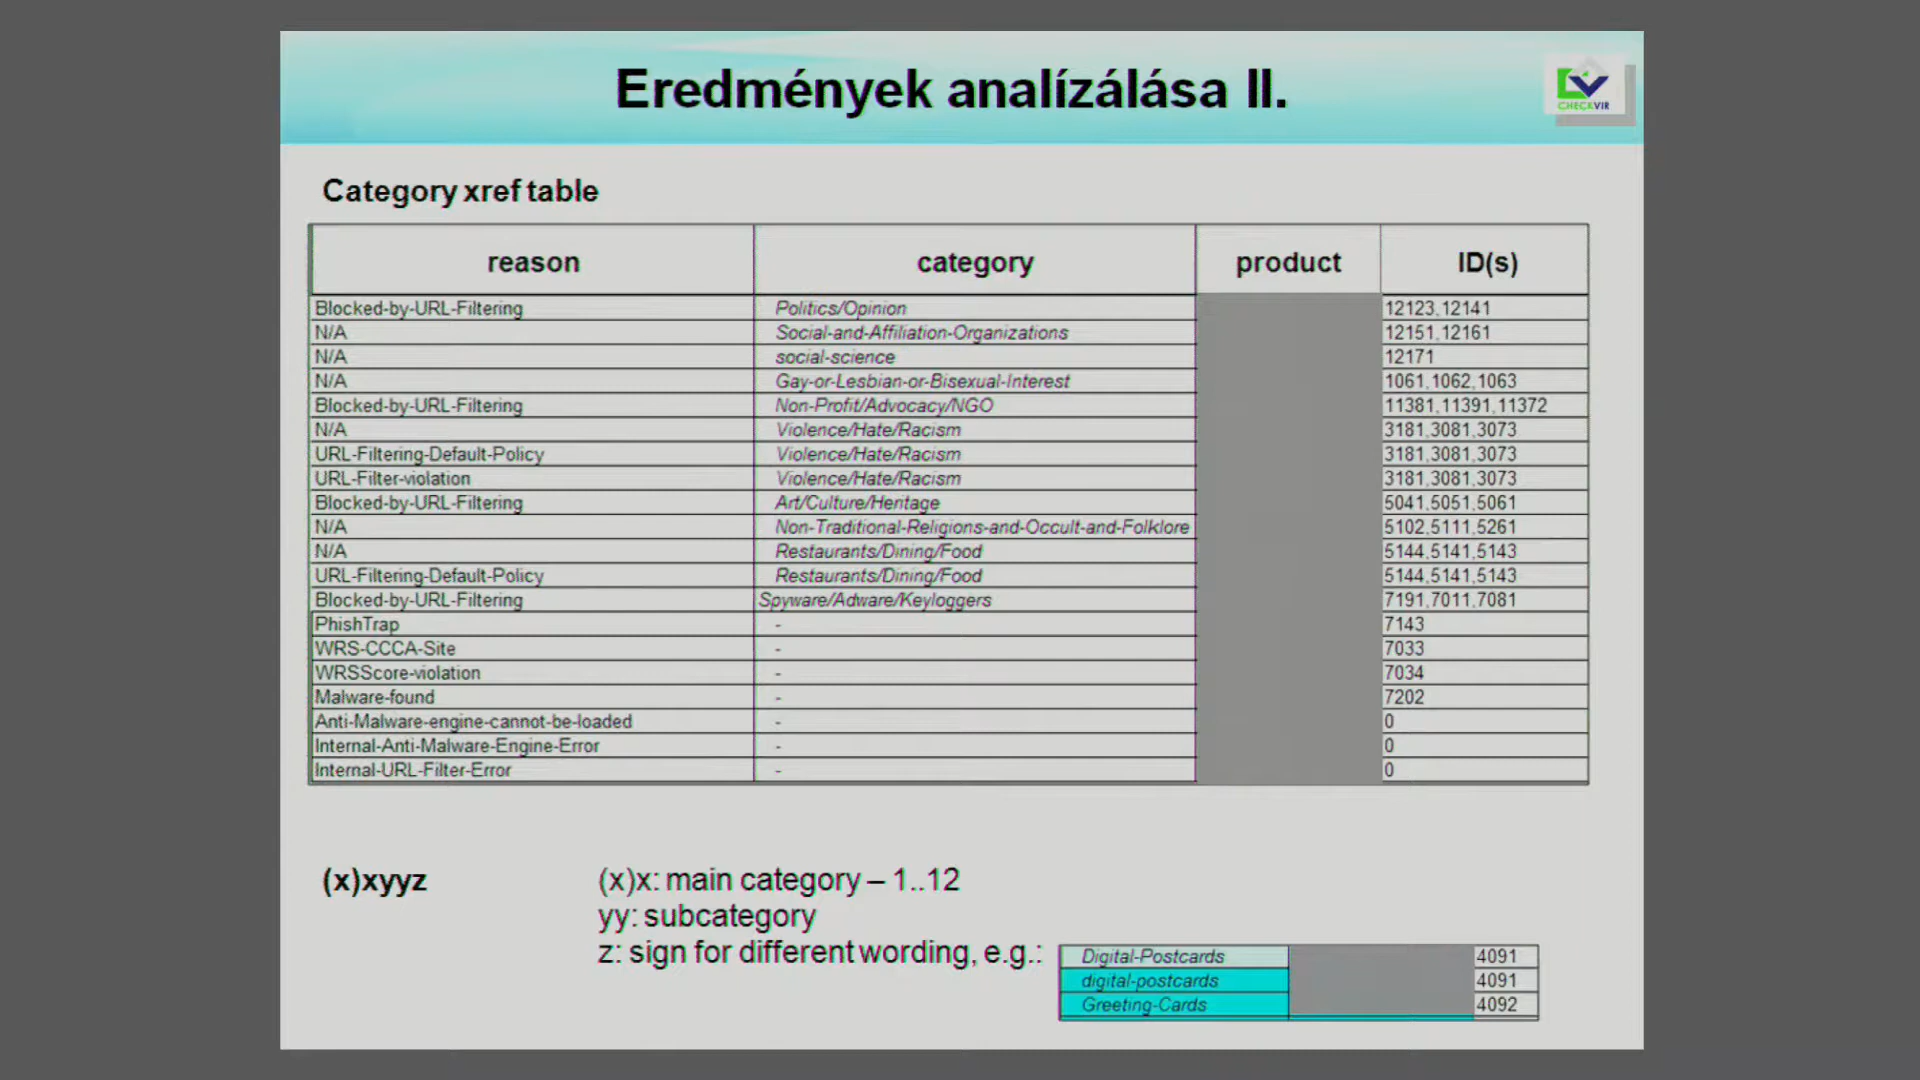 Eredmények analízálása II.
CHECKVIR
Category xref table
reason category product ID(s)
Blocked-by-URL-Filtering Politics/Opinion 12123,12141
N/A Social-and-Affiliation-Organizations 12151,12161
N/A social-science 12171
N/A Gay-or-Lesbian-or-Bisexual-Interest 1061,1062,1063
Blocked-by-URL-Filtering Non-Profit/Advocacy/NGO 11381,11391,11372
N/A Violence/Hate/Racism 3181,3081,3073
URL-Filtering-Default-Policy Violence/Hate/Racism 3181,3081,3073
URL-Filter-violation Violence/Hate/Racism 3181,3081,3073
Blocked-by-URL-Filtering Art/Culture/Heritage 5041,5051,5061
N/A Non-Traditional-Religions-and-Occult-and-Folklore 5102,5111,5261
N/A Restaurants/Dining/Food 5144,5141,5143
URL-Filtering-Default-Policy Restaurants/Dining/Food 5144,5141,5143
Blocked-by-URL-Filtering Spyware/Adware/Keyloggers 7191,7011,7081
PhishTrap - 7143
WRS-CCCA-Site - 7033
WRSScore-violation - 7034
Malware-found - 7202
Anti-Malware-engine-cannot-be-loaded - 0
Internal-Anti-Malware-Engine-Error - 0
Internal-URL-Filter-Error - 0
(x)xyyz (x)x: main category – 1..12
yy: subcategory
z: sign for different wording, e.g.:
Digital-Postcards 4091
digital-postcards 4091
Greeting-Cards 4092